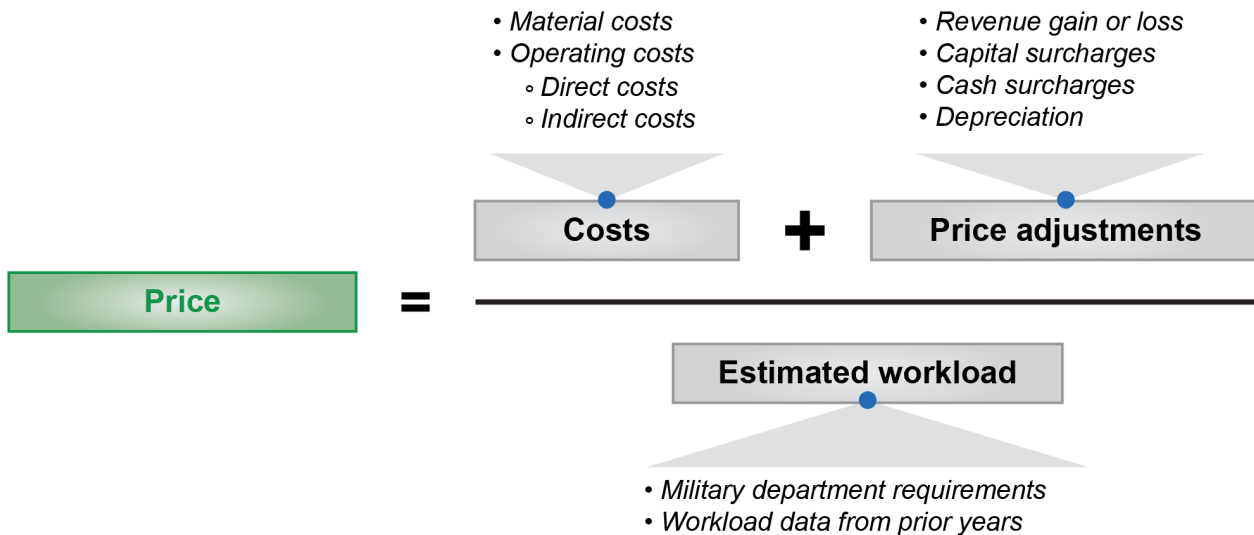 • Material costs
• Operating costs
∘ Direct costs
∘ Indirect costs
• Revenue gain or loss
• Capital surcharges
• Cash surcharges
• Depreciation
Costs
+
Price adjustments
Price
=
Estimated workload
• Military department requirements
• Workload data from prior years